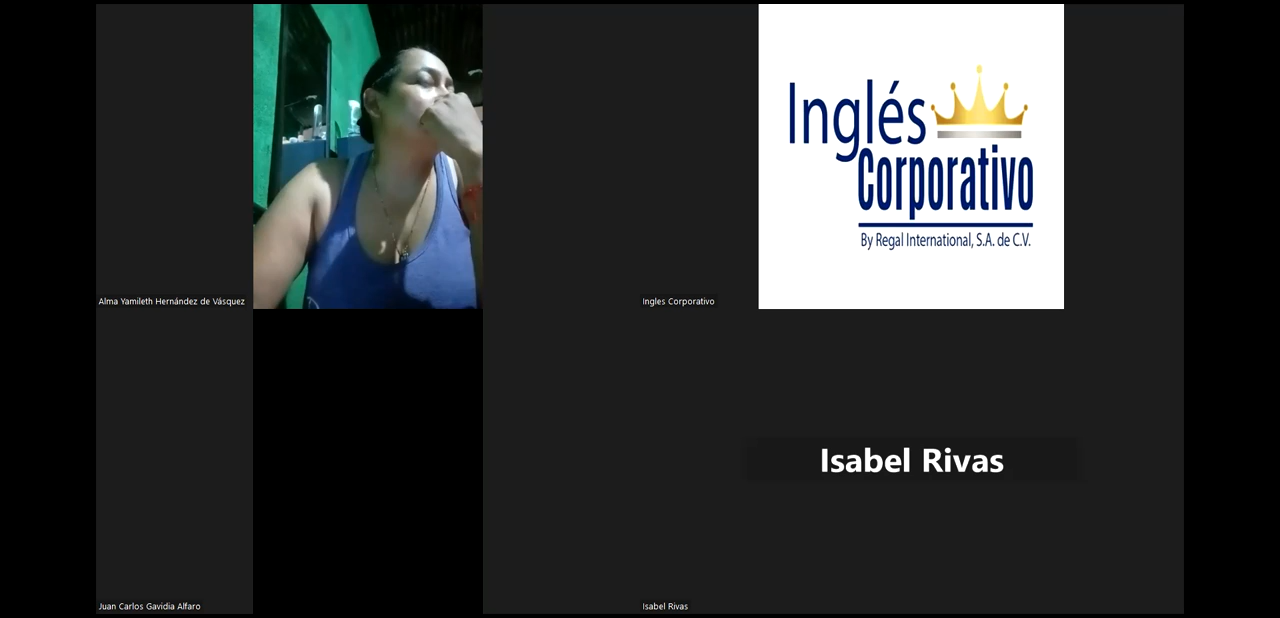 Inglés
Corporativo
By Regal International, S.A. de C.V.
Alma Yamileth Hernández de Vásquez
Ingles Corporativo
Isabel Rivas
Juan Carlos Gavidia Alfaro
Isabel Rivas